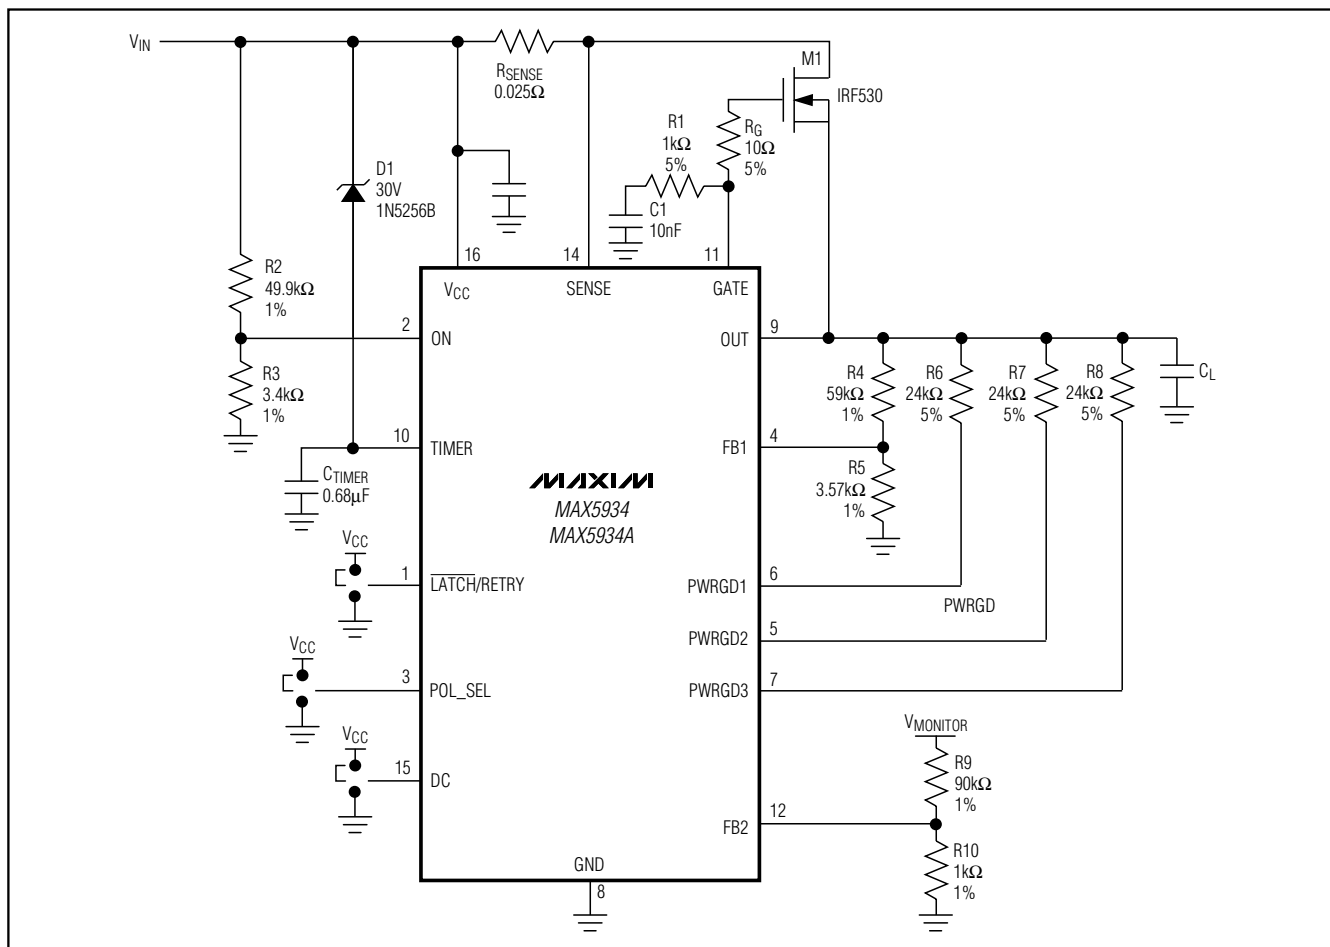 V_IN
R_SENSE
0.025Ω
M1
IRF530
R1
1kΩ
5%
R_G
10Ω
5%
D1
30V
1N5256B
C1
10nF
16
14
11
V_CC
SENSE
GATE
R2
49.9kΩ
1%
2
ON
OUT
9
R3
3.4kΩ
1%
R4
59kΩ
1%
R6
24kΩ
5%
R7
24kΩ
5%
R8
24kΩ
5%
C_L
10
TIMER
FB1
4
C_TIMER
0.68µF
R5
3.57kΩ
1%
MAXIM
MAX5934
MAX5934A
V_CC
1
LATCH/RETRY
PWRGD1
6
PWRGD
PWRGD2
5
V_CC
3
POL_SEL
PWRGD3
7
V_CC
15
DC
V_MONITOR
R9
90kΩ
1%
FB2
12
R10
1kΩ
1%
GND
8